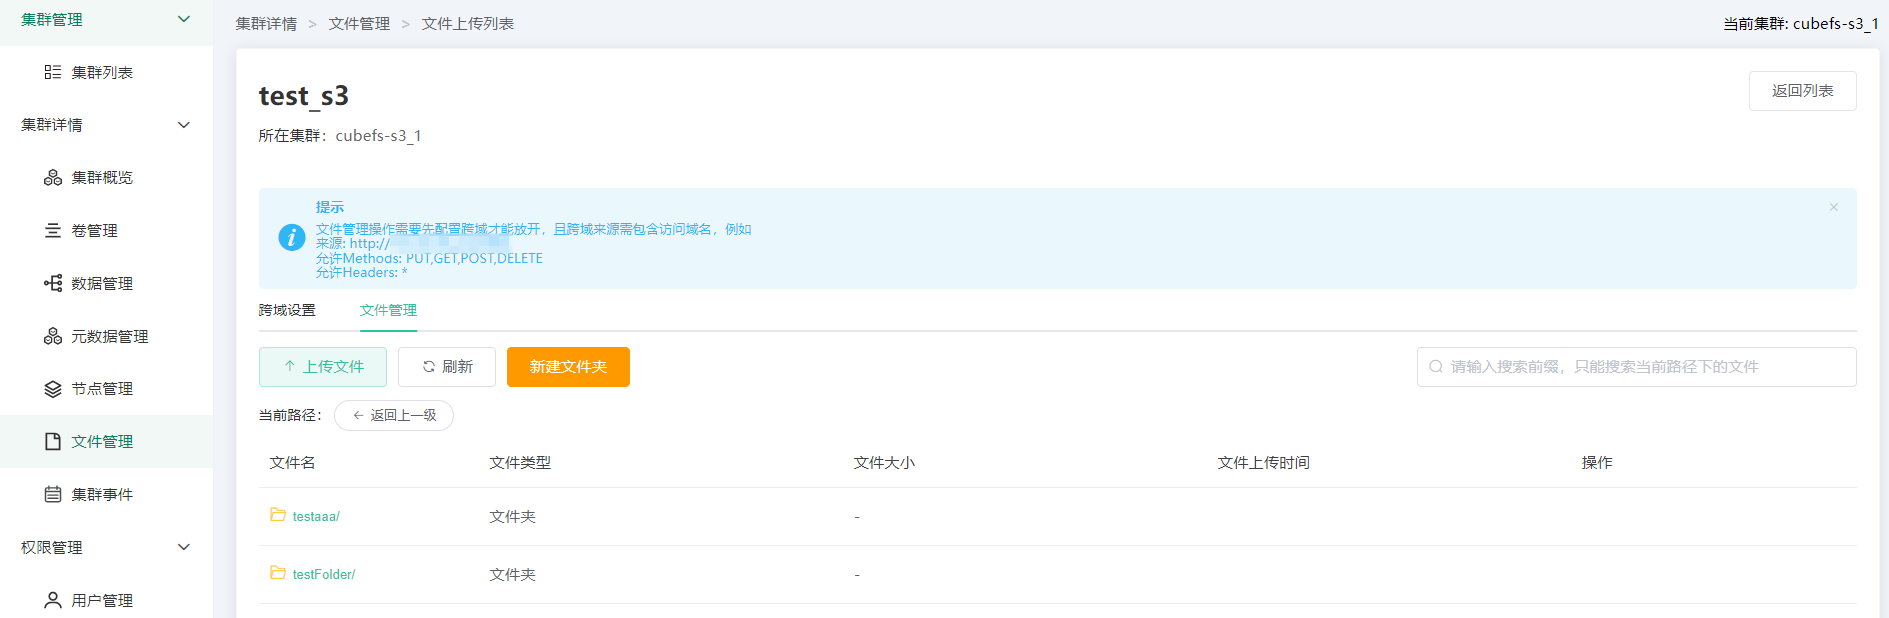 集群管理
集群列表
集群详情
集群概览
卷管理
数据管理
元数据管理
节点管理
文件管理
集群事件
权限管理
用户管理
集群详情 > 文件管理 > 文件上传列表
当前集群: cubefs-s3_1
test_s3
返回列表
所在集群：cubefs-s3_1
提示
文件管理操作需要先配置跨域才能放开，且跨域来源需包含访问域名，例如
来源: http://
允许Methods: PUT,GET,POST,DELETE
允许Headers: *
跨域设置 文件管理
上传文件 刷新 新建文件夹 请输入搜索前缀，只能搜索当前路径下的文件
当前路径： 返回上一级
文件名 文件类型 文件大小 文件上传时间 操作
testaaa/ 文件夹 -
testFolder/ 文件夹 -